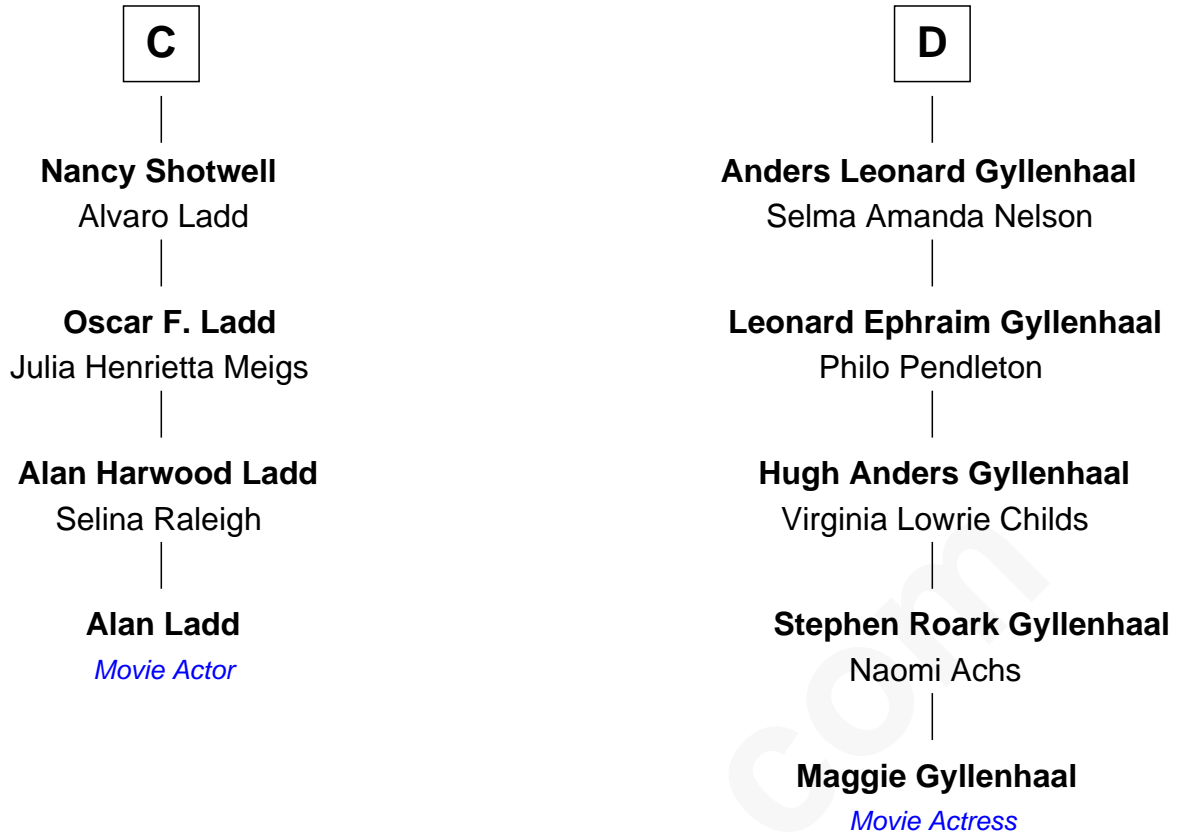 C
Nancy Shotwell
Alvaro Ladd
Oscar F. Ladd
Julia Henrietta Meigs
Alan Harwood Ladd
Selina Raleigh
Alan Ladd
Movie Actor
D
Anders Leonard Gyllenhaal
Selma Amanda Nelson
Leonard Ephraim Gyllenhaal
Philo Pendleton
Hugh Anders Gyllenhaal
Virginia Lowrie Childs
Stephen Roark Gyllenhaal
Naomi Achs
Maggie Gyllenhaal
Movie Actress
com